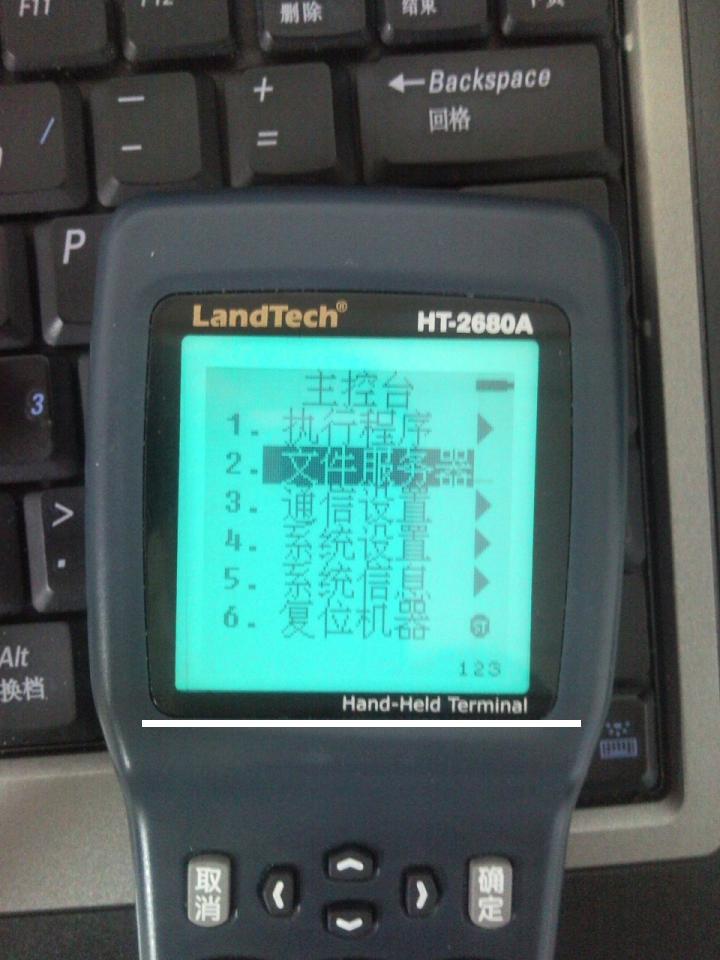 F11
删除
结束
Backspace
回格
P
LandTech®
HT-2680A
主控台
1. 执行程序
2. 文件服务器
3. 通信设置
4. 系统设置
5. 系统信息
6. 复位机器
123
Hand-Held Terminal
3
Alt
换档
取消
确定